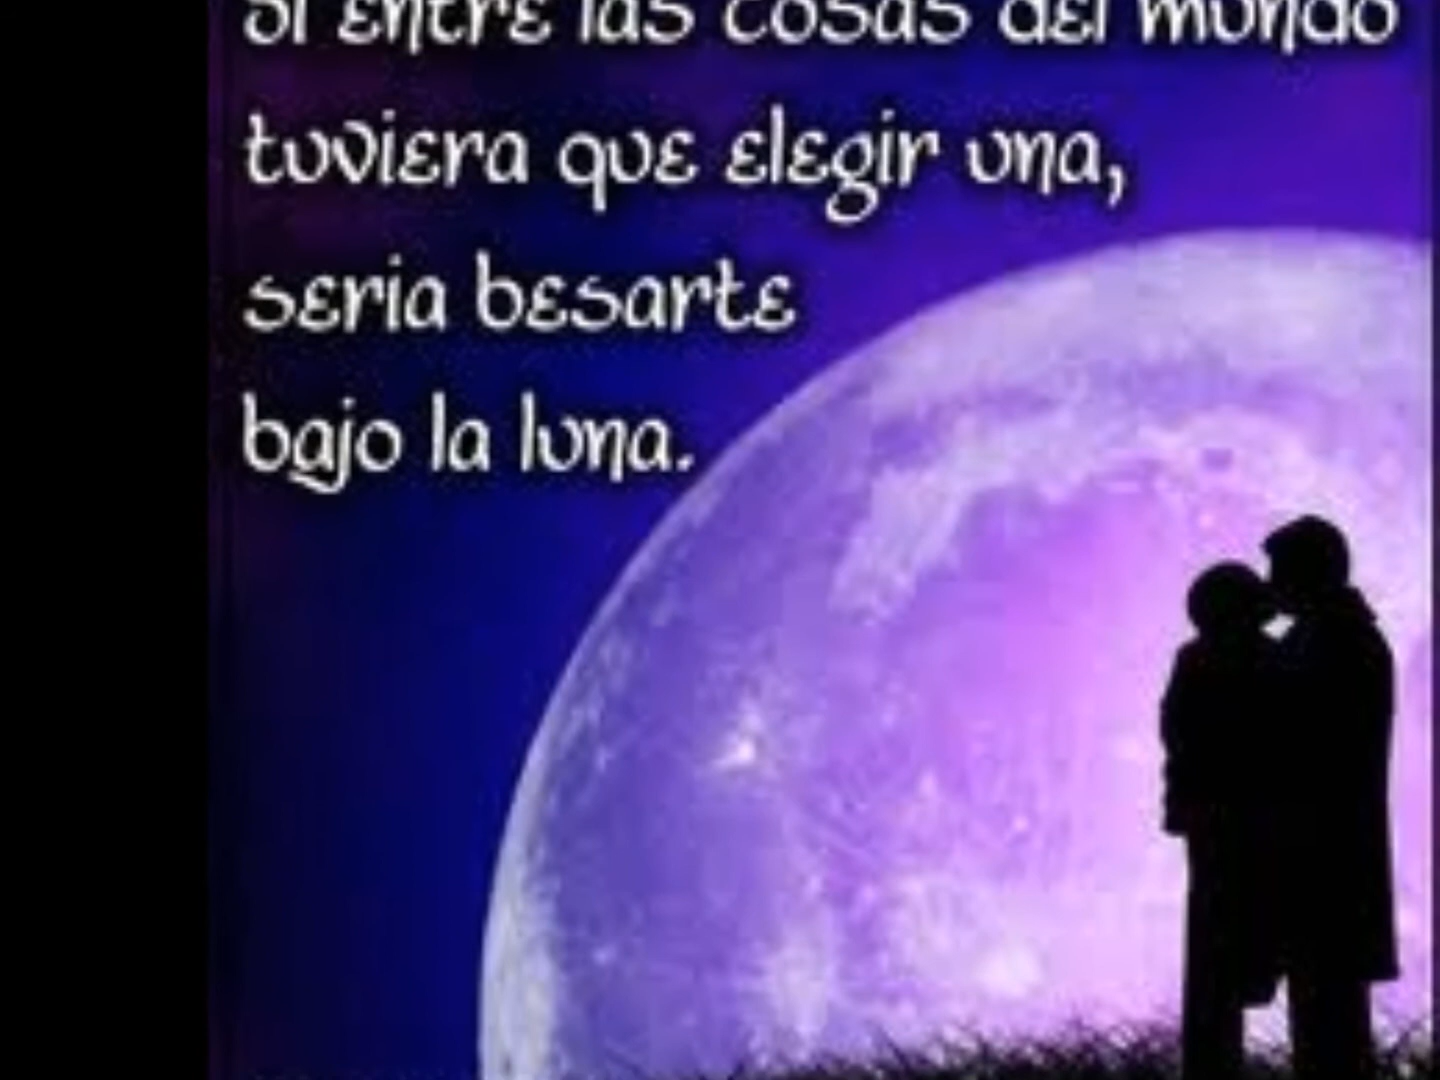 Si entre las cosas del mundo
tuviera que elegir una,
seria besarte
bajo la luna.